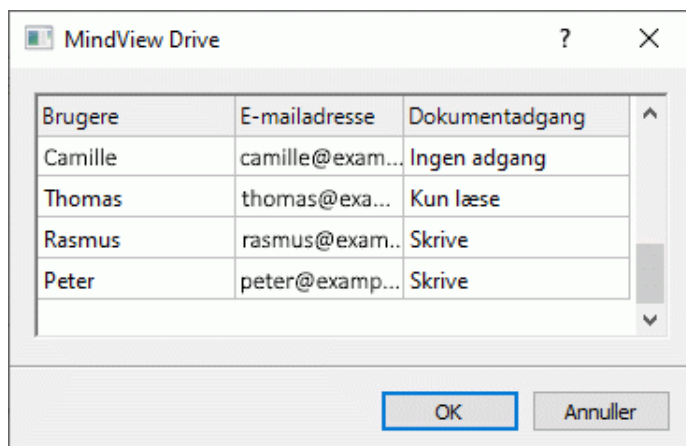 MindView Drive
Brugere E-mailadresse Dokumentadgang
Camille camille@exam... Ingen adgang
Thomas thomas@exa... Kun læse
Rasmus rasmus@exam.. Skrive
Peter peter@examp... Skrive
OK Annuller